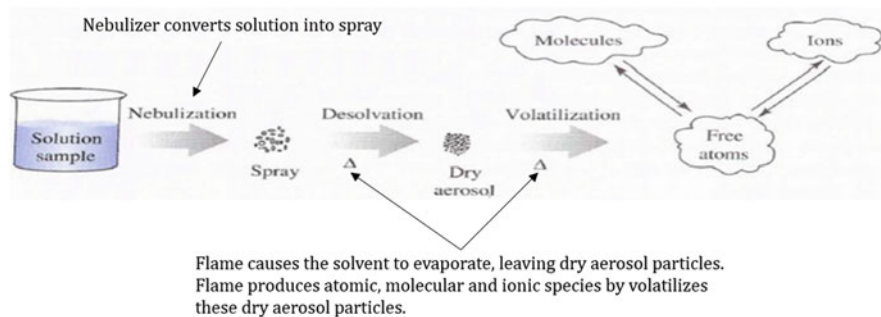 Nebulizer converts solution into spray
Molecules
Ions
Nebulization
Desolvation
Volatilization
Solution
sample
Free
atoms
Spray
Δ
Dry
aerosol
Δ
Flame causes the solvent to evaporate, leaving dry aerosol particles.
Flame produces atomic, molecular and ionic species by volatilizes
these dry aerosol particles.